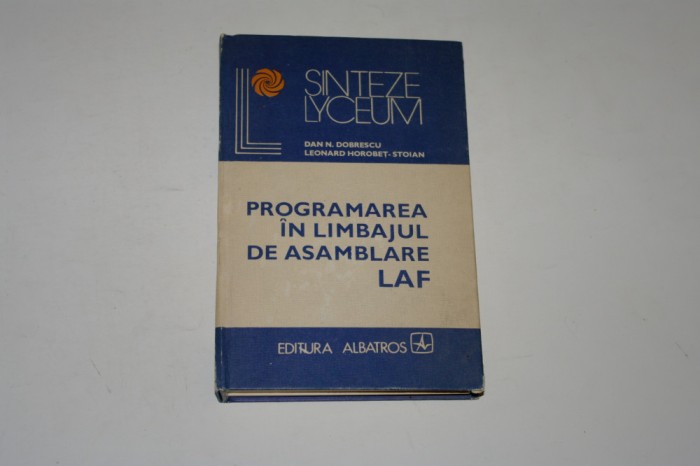 SINTEZE
LYCEUM
DAN N. DOBRESCU
LEONARD HOROBEȚ-STOIAN
PROGRAMAREA
ÎN LIMBAJUL
DE ASAMBLARE
LAF
EDITURA ALBATROS